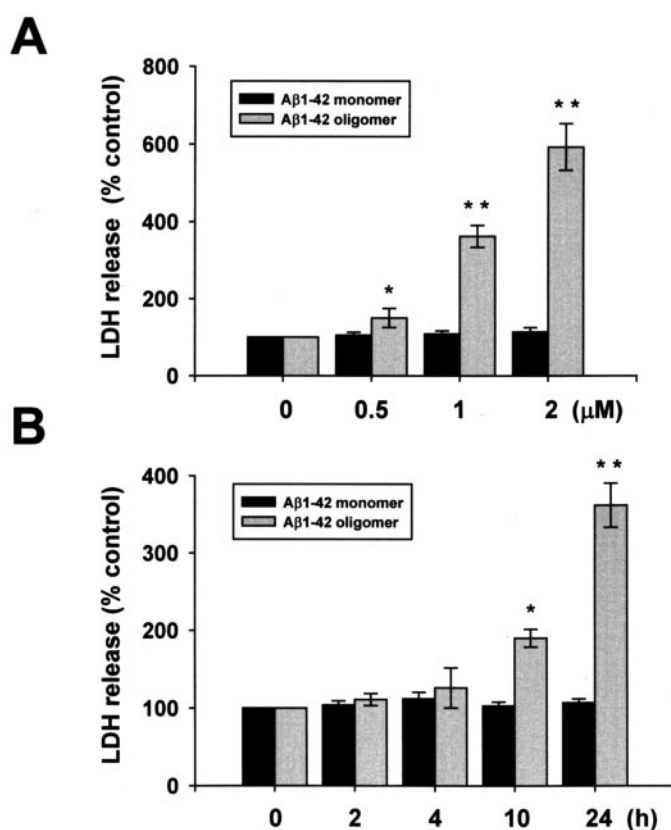 A
LDH release (% control)
800
600
400
200
0
Aβ1-42 monomer
Aβ1-42 oligomer
*
* *
* *
0 0.5 1 2 (μM)
B
LDH release (% control)
400
300
200
100
0
Aβ1-42 monomer
Aβ1-42 oligomer
*
* *
0 2 4 10 24 (h)